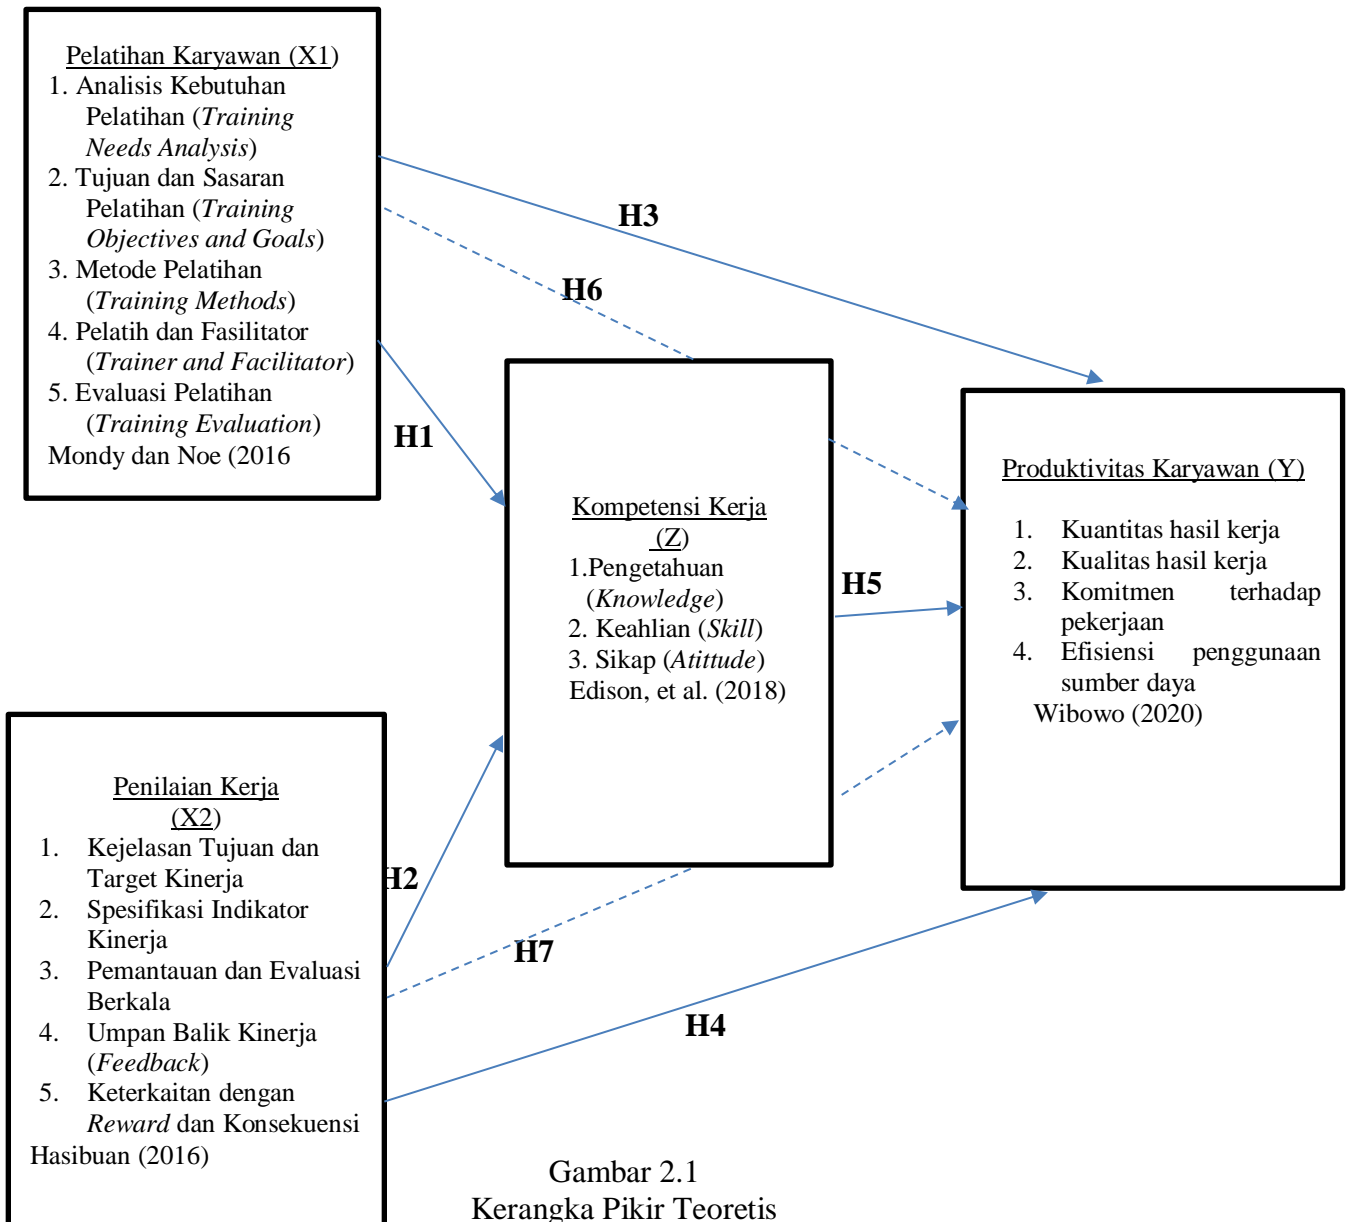 Pelatihan Karyawan (X1)
1. Analisis Kebutuhan
Pelatihan (Training
Needs Analysis)
2. Tujuan dan Sasaran
Pelatihan (Training
Objectives and Goals)
3. Metode Pelatihan
(Training Methods)
4. Pelatih dan Fasilitator
(Trainer and Facilitator)
5. Evaluasi Pelatihan
(Training Evaluation)
Mondy dan Noe (2016
H3
H6
H1
Kompetensi Kerja
(Z)
1.Pengetahuan
(Knowledge)
2. Keahlian (Skill)
3. Sikap (Atittude)
Edison, et al. (2018)
H5
Produktivitas Karyawan (Y)
1. Kuantitas hasil kerja
2. Kualitas hasil kerja
3. Komitmen terhadap
pekerjaan
4. Efisiensi penggunaan
sumber daya
Wibowo (2020)
Penilaian Kerja
(X2)
1. Kejelasan Tujuan dan
Target Kinerja
2. Spesifikasi Indikator
Kinerja
3. Pemantauan dan Evaluasi
Berkala
4. Umpan Balik Kinerja
(Feedback)
5. Keterkaitan dengan
Reward dan Konsekuensi
Hasibuan (2016)
H2
H7
H4
Gambar 2.1
Kerangka Pikir Teoretis